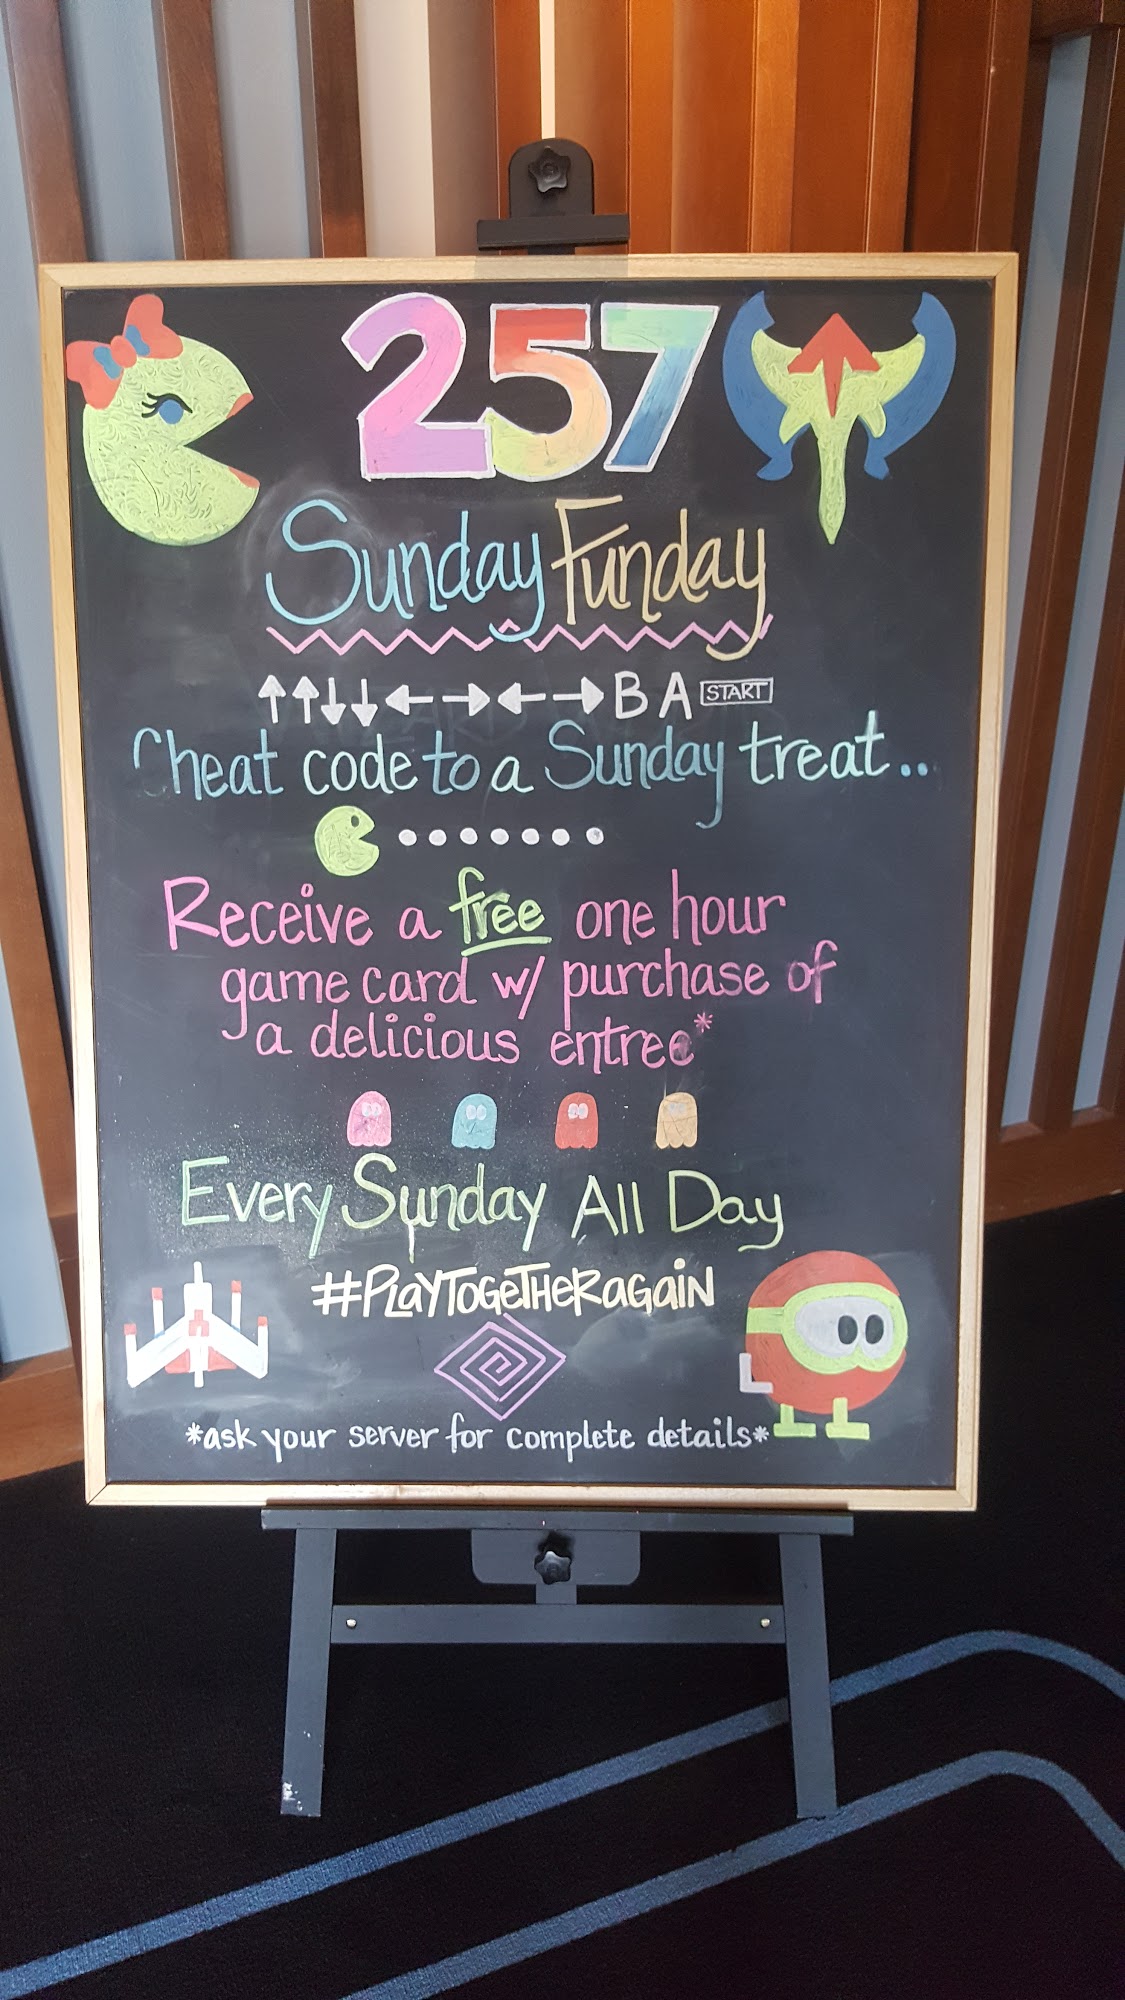 257
Sunday Funday
↑↑↓↓←→←→BA START
Cheat code to a Sunday treat..
Receive a free one hour
game card w/ purchase of
a delicious entree*
Every Sunday All Day
#PLAYTOGETHERAGAIN
*ask your server for complete details*